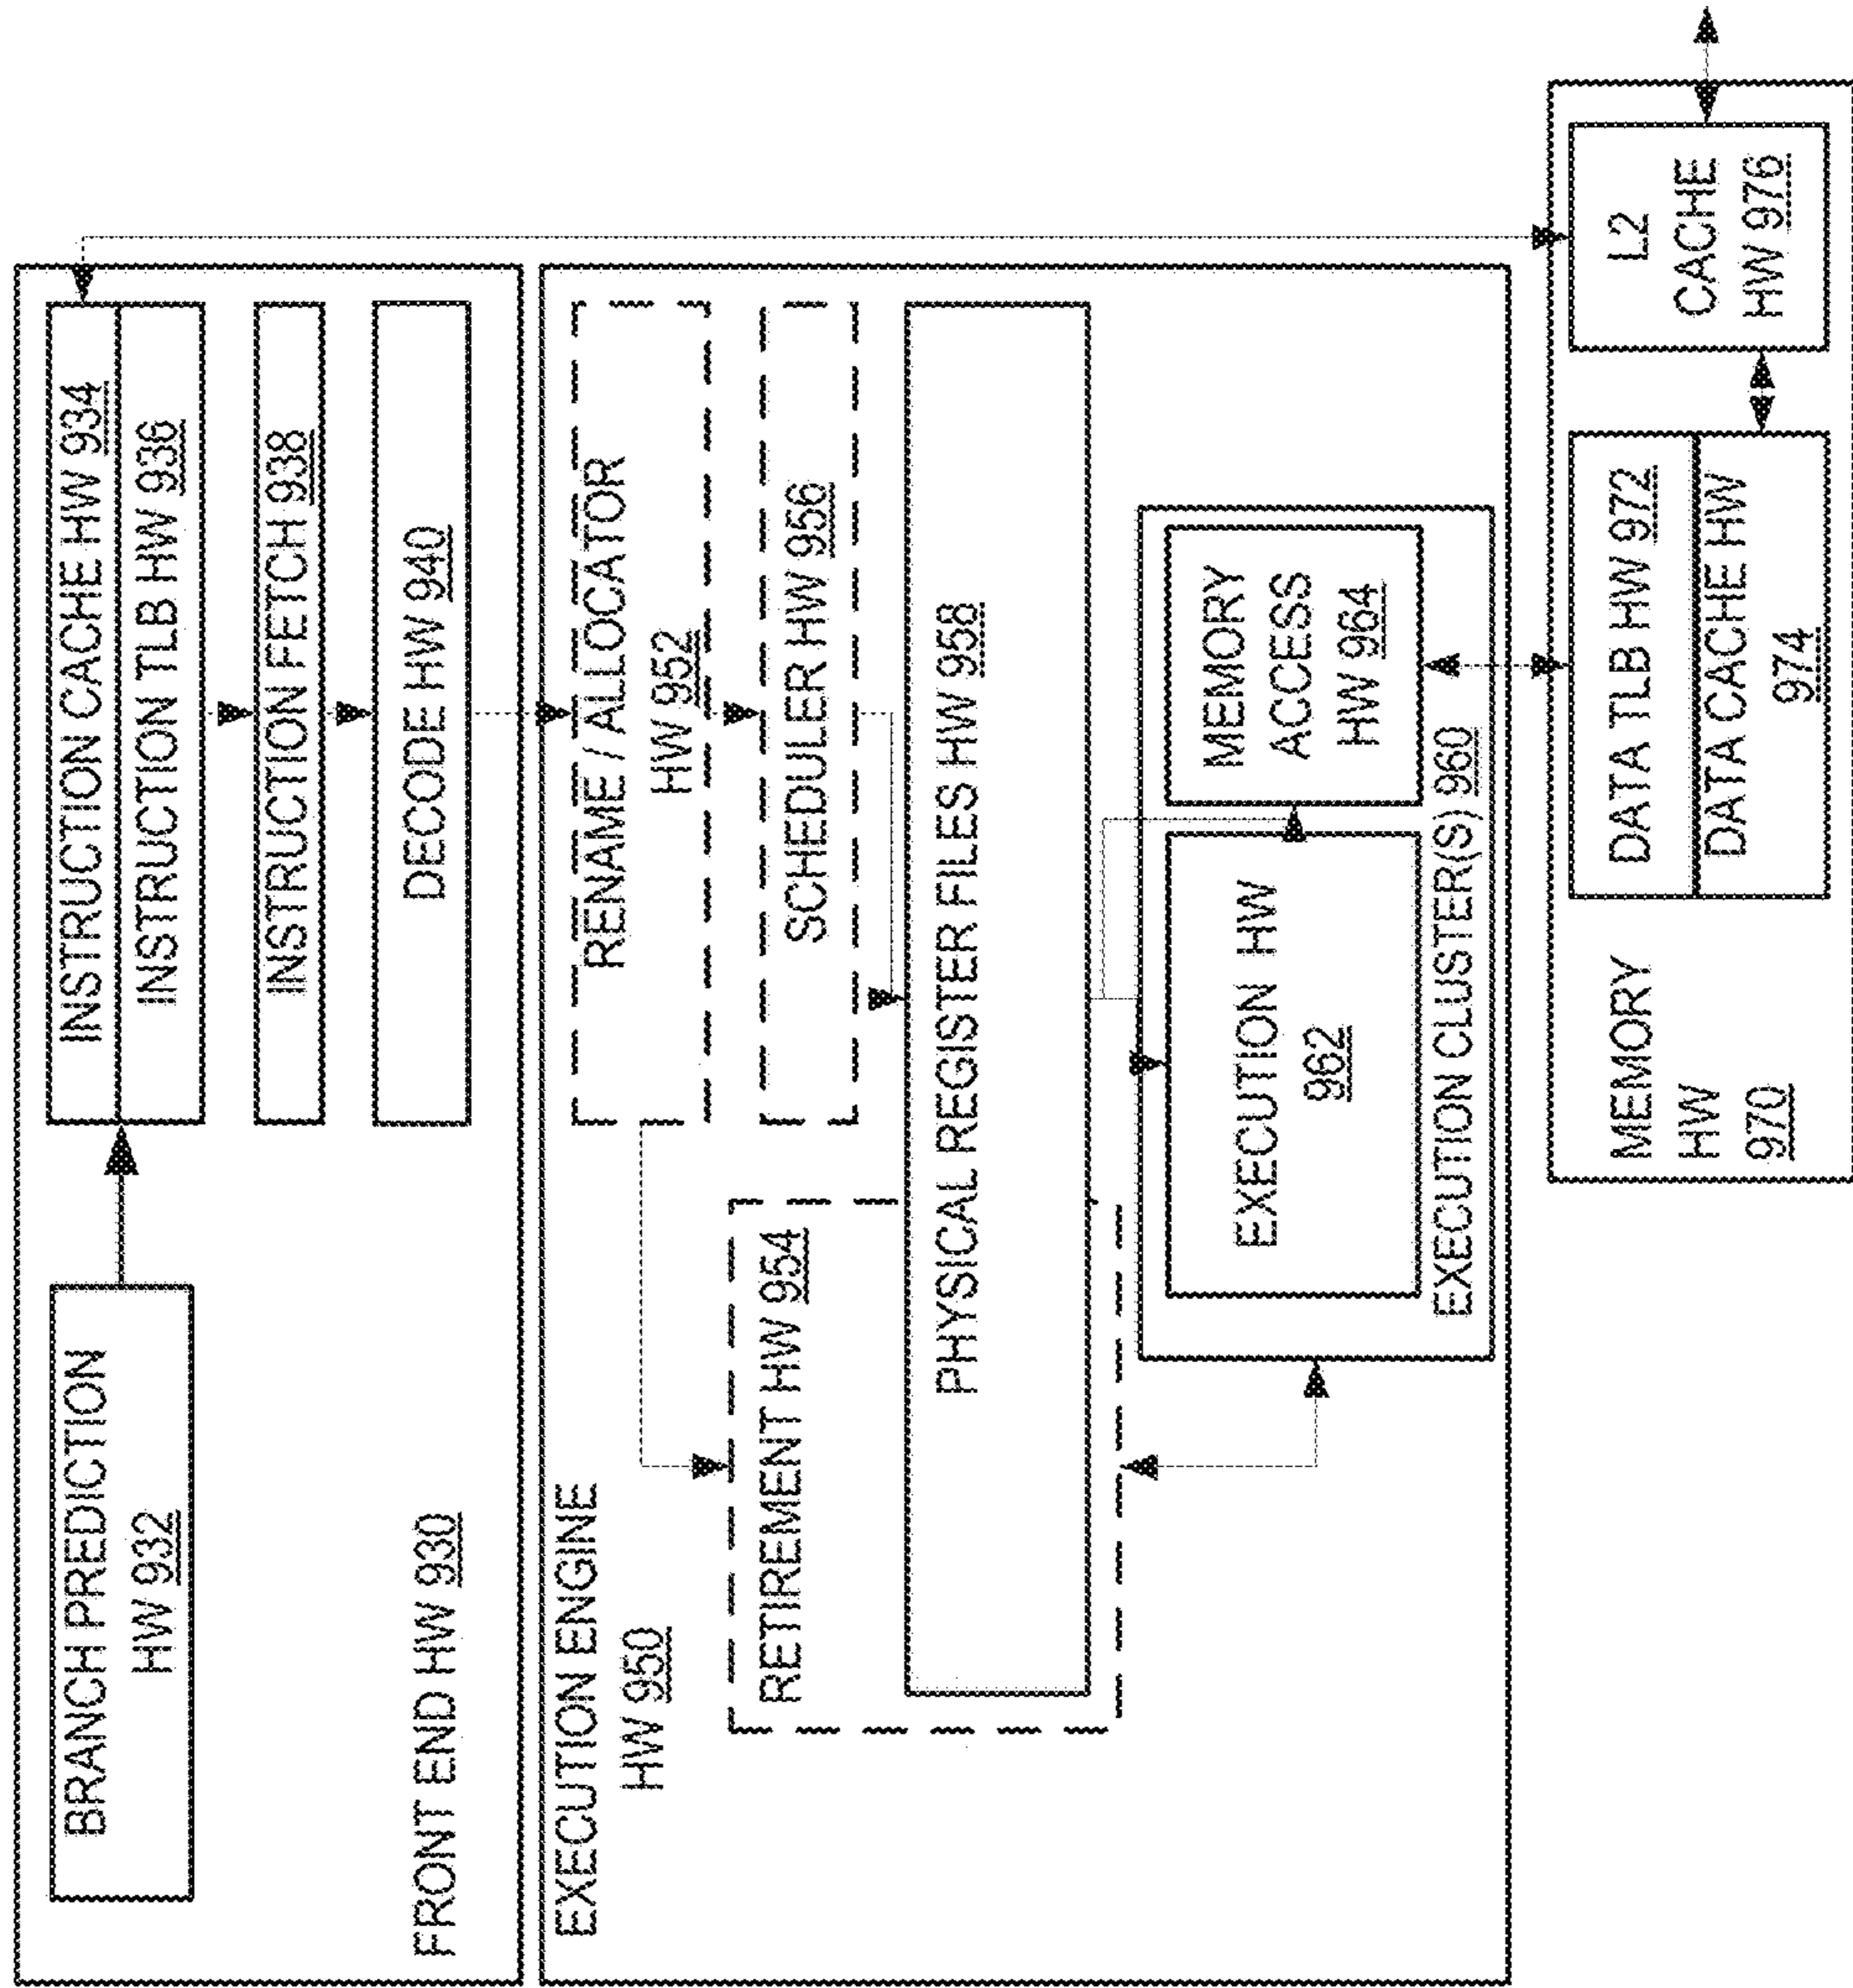 BRANCH PREDICTION
HW 932
INSTRUCTION CACHE HW 934
INSTRUCTION TLB HW 936
INSTRUCTION FETCH 938
DECODE HW 940
FRONT END HW 930
EXECUTION ENGINE
HW 950
RENAME / ALLOCATOR
HW 952
RETIREMENT HW 954
SCHEDULER HW 956
PHYSICAL REGISTER FILES HW 958
EXECUTION HW
962
MEMORY
ACCESS
HW 964
EXECUTION CLUSTER(S) 960
MEMORY
HW
970
DATA TLB HW 972
DATA CACHE HW
974
L2
CACHE
HW 976